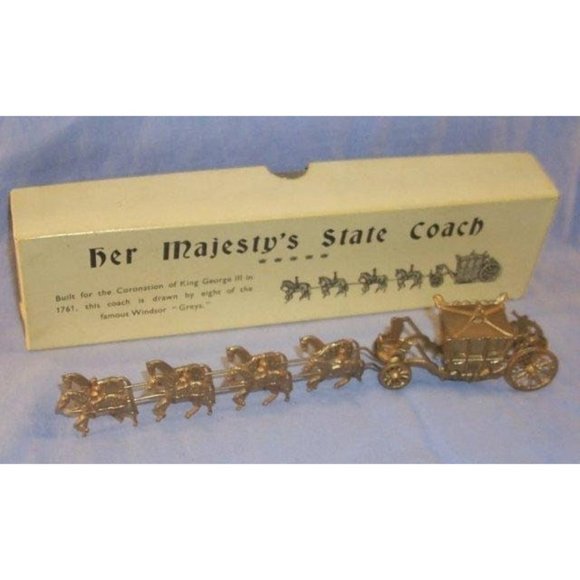 Her Majesty's State Coach
Built for the Coronation of King George III in
1761, this coach is drawn by eight of the
famous Windsor "Greys."